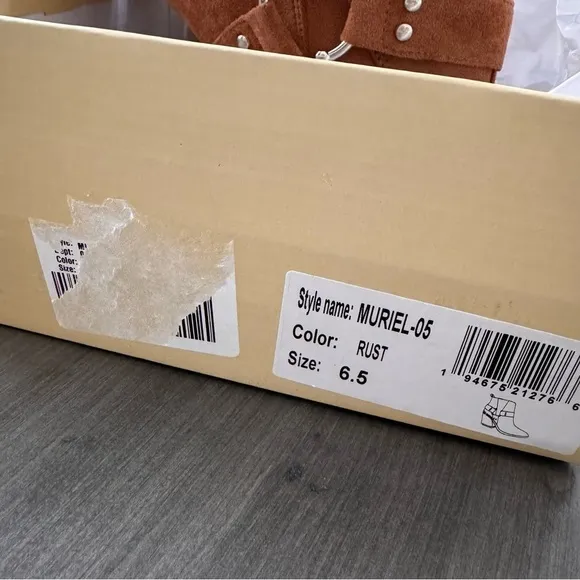 Color:
Size:
Style name: MURIEL-05
Color: RUST
Size: 6.5
1 94675 21276 6